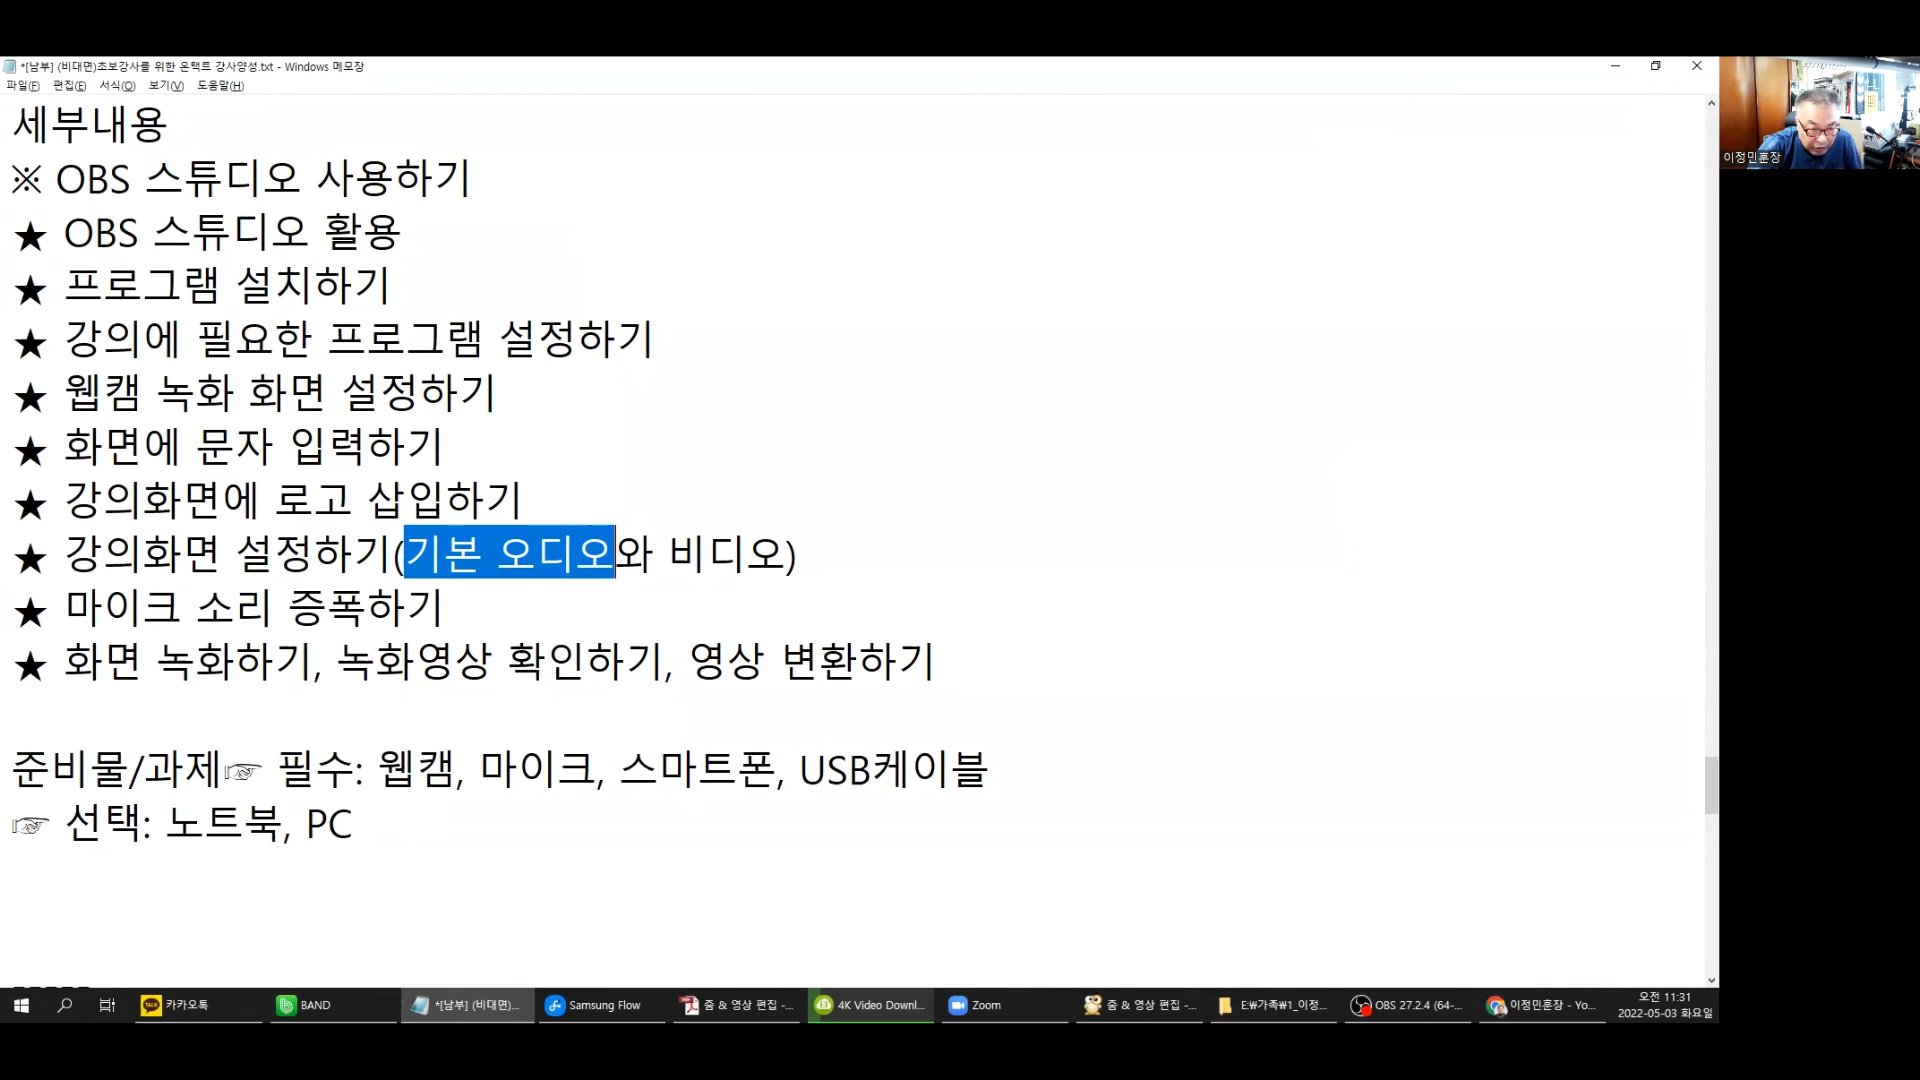 *[남부] (비대면)초보강사를 위한 온택트 강사양성.txt - Windows 메모장
파일(F) 편집(E) 서식(O) 보기(V) 도움말(H)
세부내용
※ OBS 스튜디오 사용하기
★ OBS 스튜디오 활용
★ 프로그램 설치하기
★ 강의에 필요한 프로그램 설정하기
★ 웹캠 녹화 화면 설정하기
★ 화면에 문자 입력하기
★ 강의화면에 로고 삽입하기
★ 강의화면 설정하기(기본 오디오와 비디오)
★ 마이크 소리 증폭하기
★ 화면 녹화하기, 녹화영상 확인하기, 영상 변환하기
준비물/과제☞ 필수: 웹캠, 마이크, 스마트폰, USB케이블
☞ 선택: 노트북, PC
이정민훈장
카카오톡 BAND *[남부] (비대면)... Samsung Flow 줌 & 영상 편집 -... 4K Video Downl... Zoom 줌 & 영상 편집 -... E:₩가족₩1_이정... OBS 27.2.4 (64-... 이정민훈장 - Yo...
오전 11:31
2022-05-03 화요일